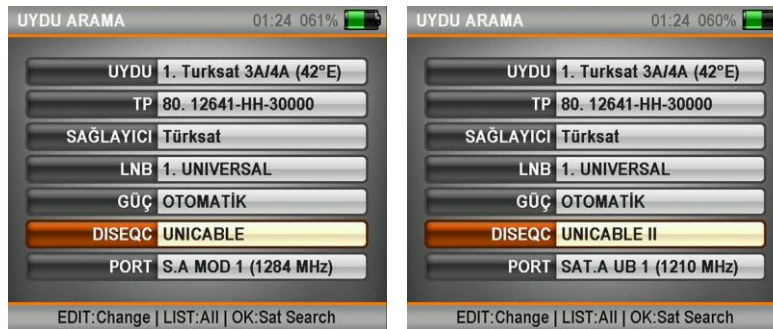 UYDU ARAMA 01:24 061%
UYDU 1. Turksat 3A/4A (42°E)
TP 80. 12641-HH-30000
SAĞLAYICI Türksat
LNB 1. UNIVERSAL
GÜÇ OTOMATİK
DISEQC UNICABLE
PORT S.A MOD 1 (1284 MHz)
EDIT:Change | LIST:All | OK:Sat Search
UYDU ARAMA 01:24 060%
UYDU 1. Turksat 3A/4A (42°E)
TP 80. 12641-HH-30000
SAĞLAYICI Türksat
LNB 1. UNIVERSAL
GÜÇ OTOMATİK
DISEQC UNICABLE II
PORT SAT.A UB 1 (1210 MHz)
EDIT:Change | LIST:All | OK:Sat Search